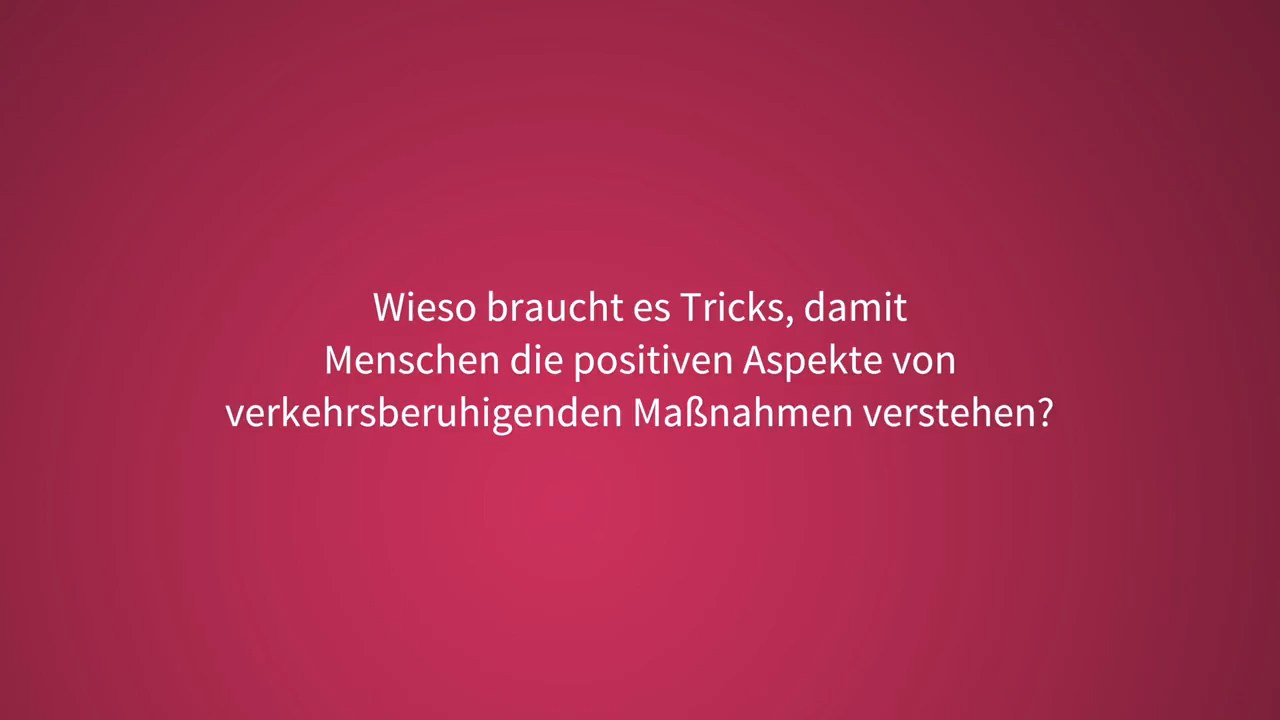 Wieso braucht es Tricks, damit
Menschen die positiven Aspekte von
verkehrsberuhigenden Maßnahmen verstehen?